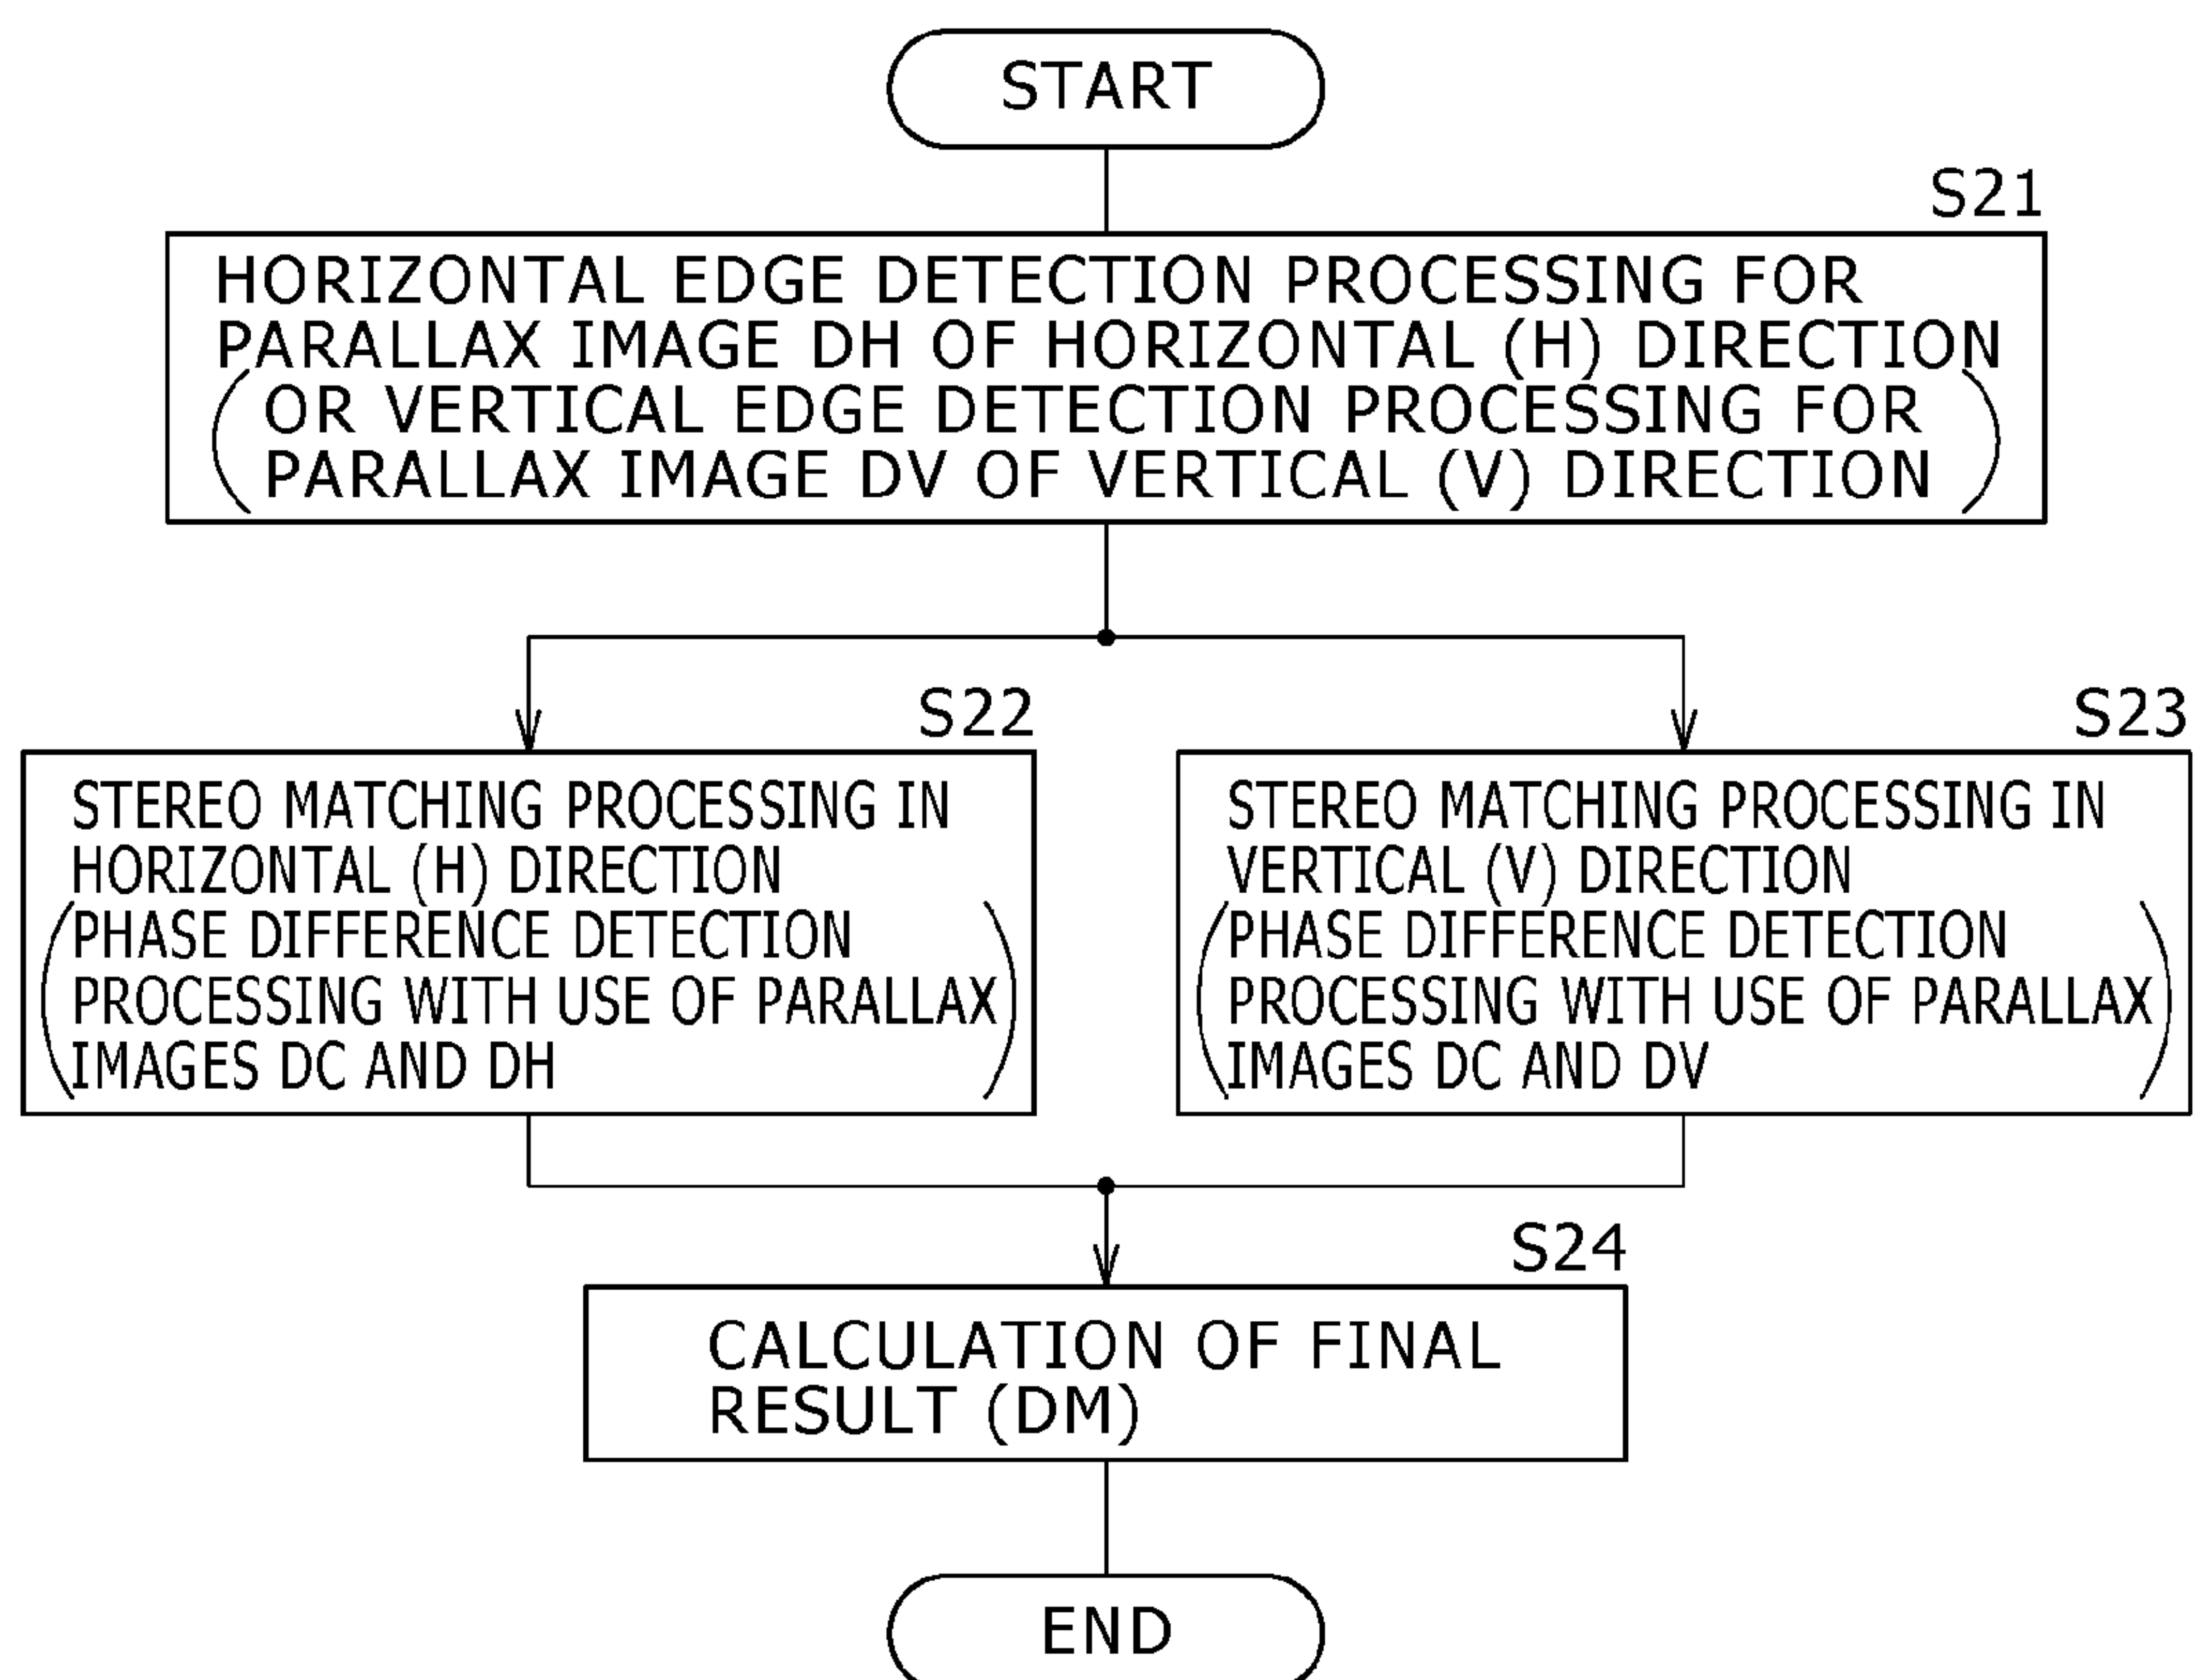 START
S21
HORIZONTAL EDGE DETECTION PROCESSING FOR
PARALLAX IMAGE DH OF HORIZONTAL (H) DIRECTION
(OR VERTICAL EDGE DETECTION PROCESSING FOR
PARALLAX IMAGE DV OF VERTICAL (V) DIRECTION)
S22
STEREO MATCHING PROCESSING IN
HORIZONTAL (H) DIRECTION
(PHASE DIFFERENCE DETECTION
PROCESSING WITH USE OF PARALLAX
IMAGES DC AND DH)
S23
STEREO MATCHING PROCESSING IN
VERTICAL (V) DIRECTION
(PHASE DIFFERENCE DETECTION
PROCESSING WITH USE OF PARALLAX
IMAGES DC AND DV)
S24
CALCULATION OF FINAL
RESULT (DM)
END